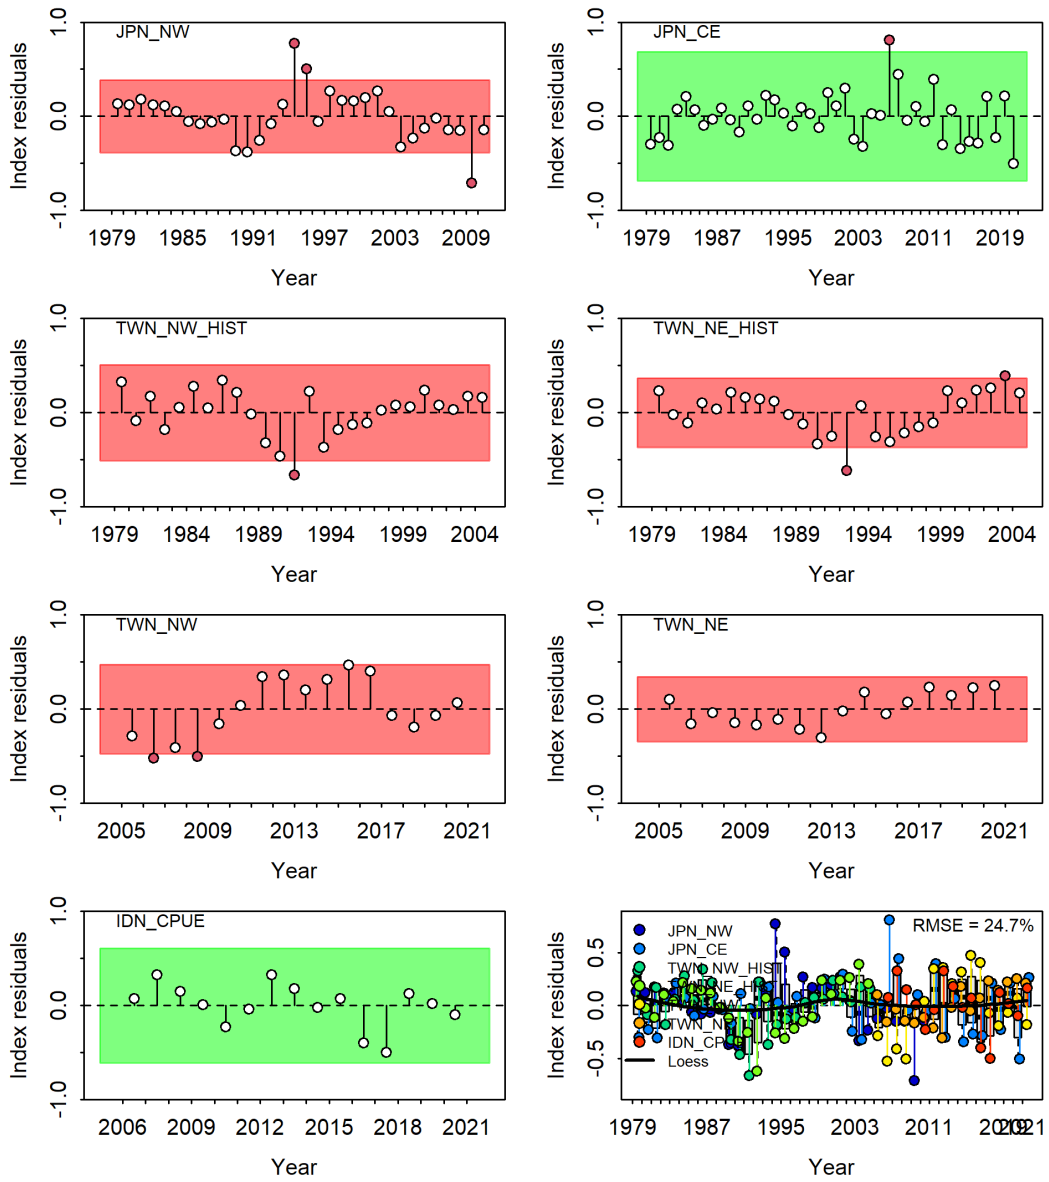 JPN_NW
Index residuals
1.0
0.0
-1.0
1979 1985 1991 1997 2003 2009
Year
JPN_CE
Index residuals
1.0
0.0
-1.0
1979 1987 1995 2003 2011 2019
Year
TWN_NW_HIST
Index residuals
1.0
0.0
-1.0
1979 1984 1989 1994 1999 2004
Year
TWN_NE_HIST
Index residuals
1.0
0.0
-1.0
1979 1984 1989 1994 1999 2004
Year
TWN_NW
Index residuals
1.0
0.0
-1.0
2005 2009 2013 2017 2021
Year
TWN_NE
Index residuals
1.0
0.0
-1.0
2005 2009 2013 2017 2021
Year
IDN_CPUE
Index residuals
1.0
0.0
-1.0
2006 2009 2012 2015 2018 2021
Year
RMSE = 24.7%
JPN_NW
JPN_CE
TWN_NW_HIST
IDN_CP
Loess
Index residuals
0.5
0.0
-0.5
1979 1987 1995 2003 2011 2019 2021
Year